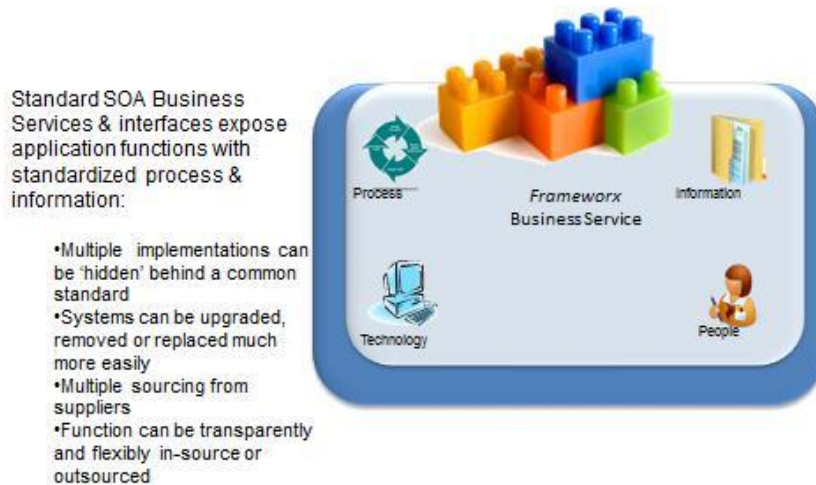 Standard SOA Business
Services & interfaces expose
application functions with
standardized process &
information:
•Multiple implementations can
be 'hidden' behind a common
standard
•Systems can be upgraded,
removed or replaced much
more easily
•Multiple sourcing from
suppliers
•Function can be transparently
and flexibly in-source or
outsourced
Process
Frameworx
Business Service
Information
Technology
People